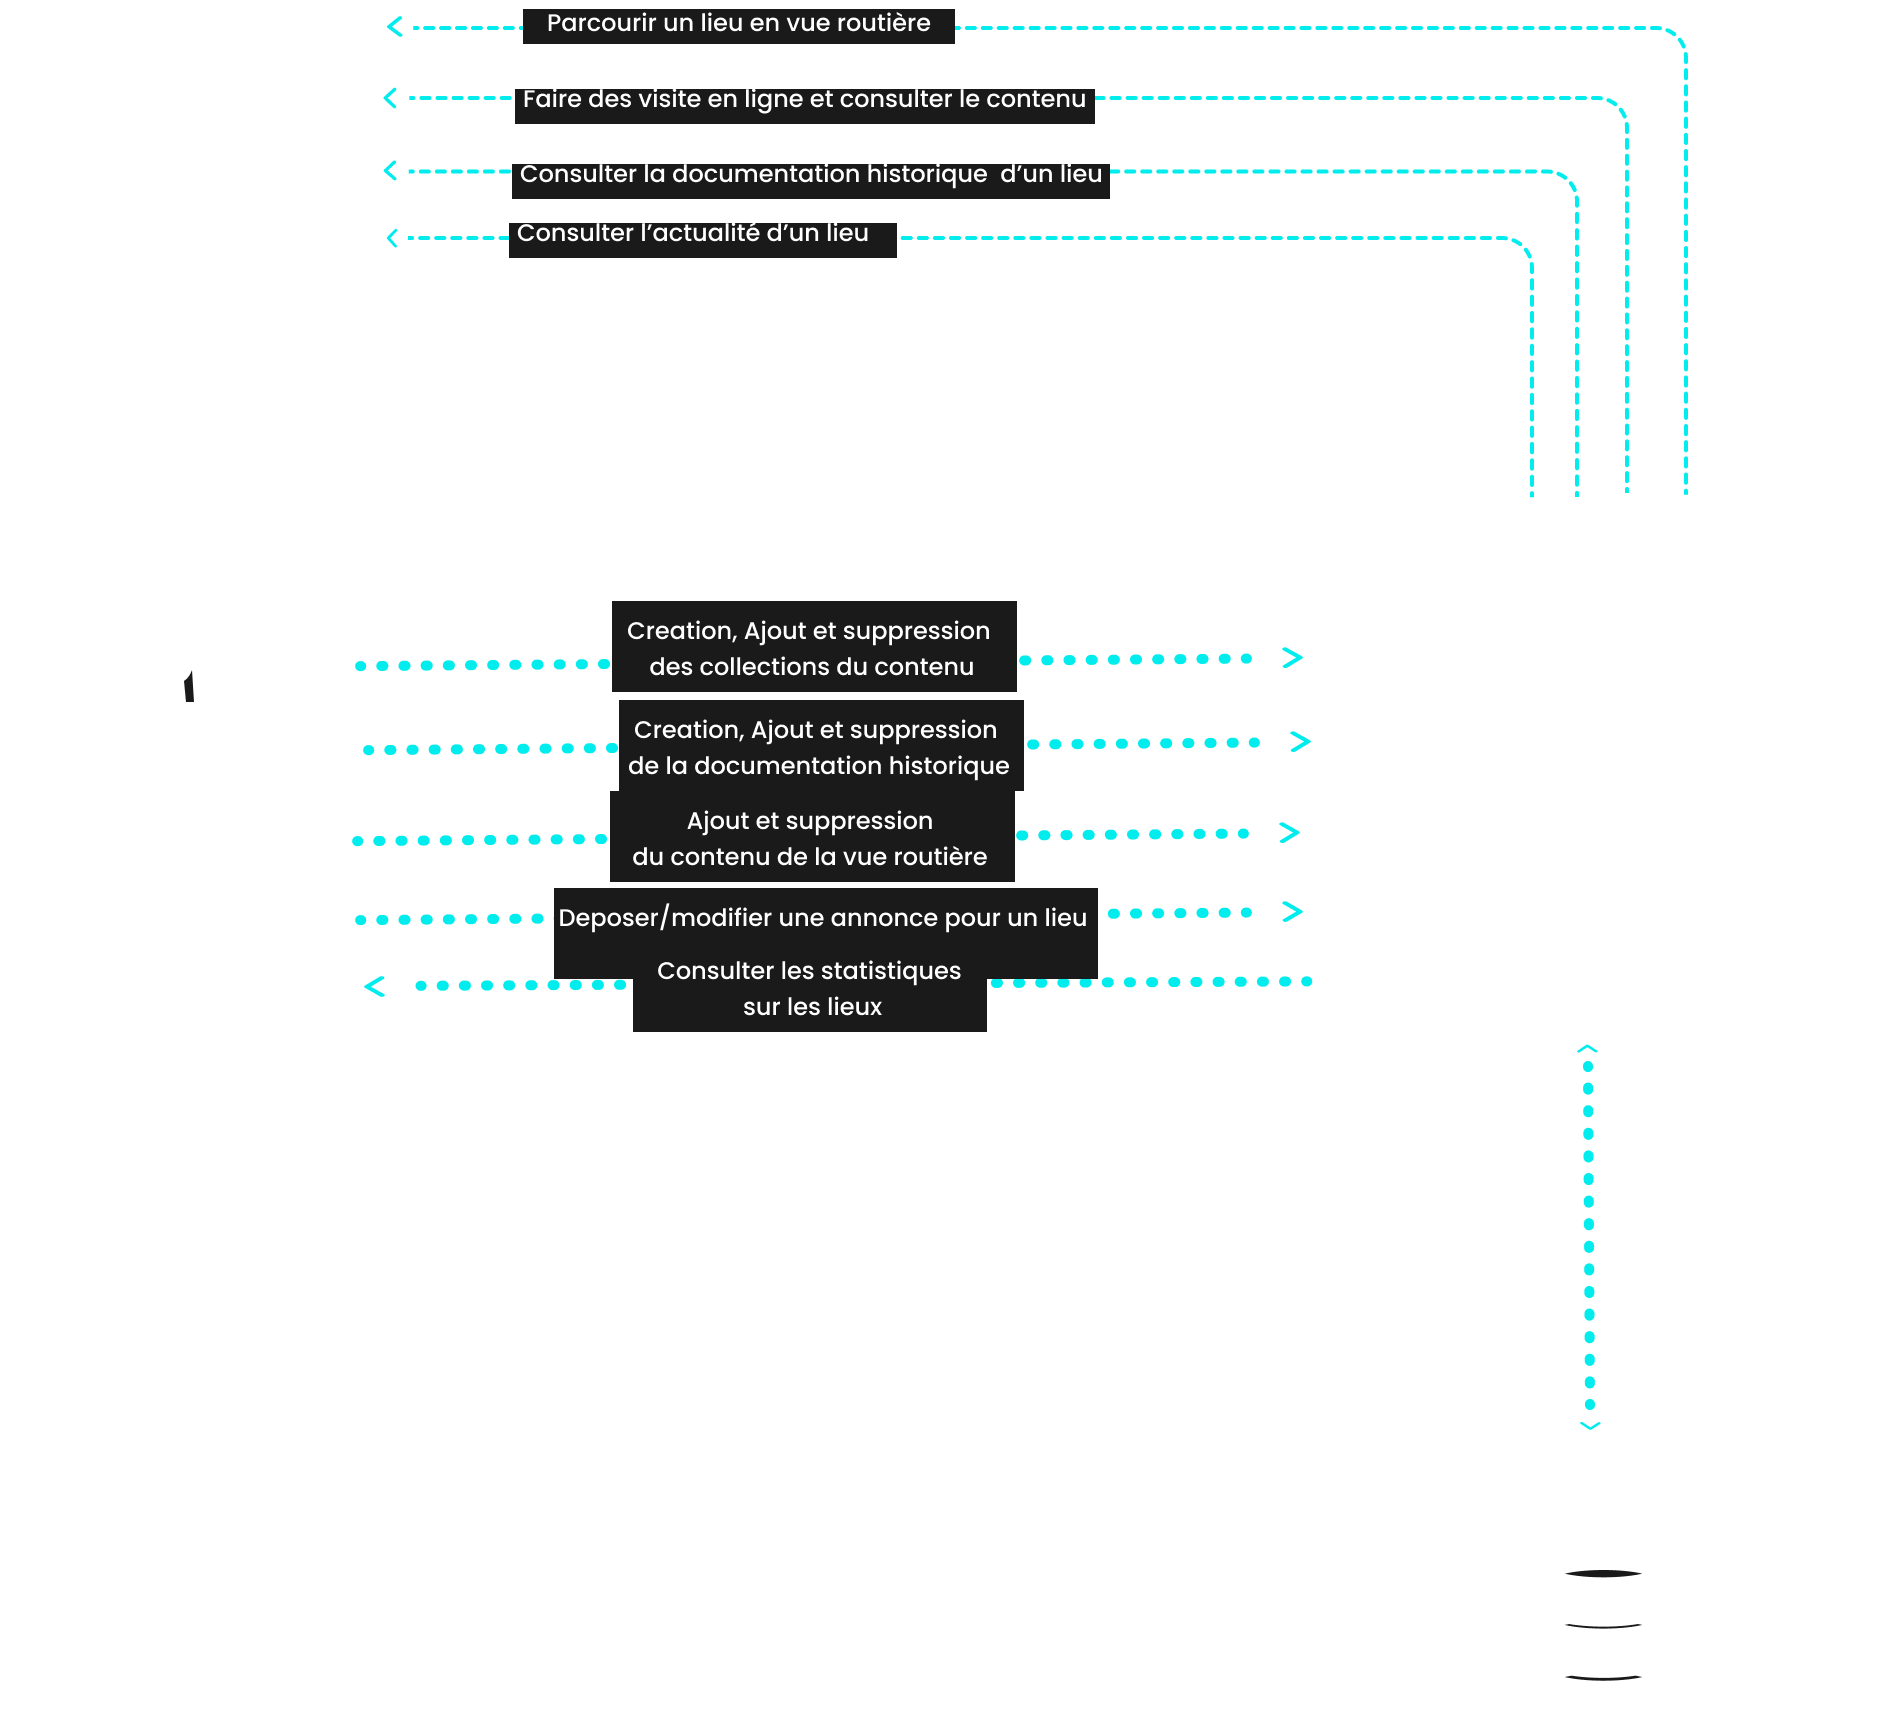 Parcourir un lieu en vue routière
Faire des visite en ligne et consulter le contenu
Consulter la documentation historique  d’un lieu
Consulter l’actualité d’un lieu
Creation, Ajout et suppression
des collections du contenu
Creation, Ajout et suppression
de la documentation historique
Ajout et suppression
du contenu de la vue routière
Deposer/modifier une annonce pour un lieu
Consulter les statistiques
sur les lieux